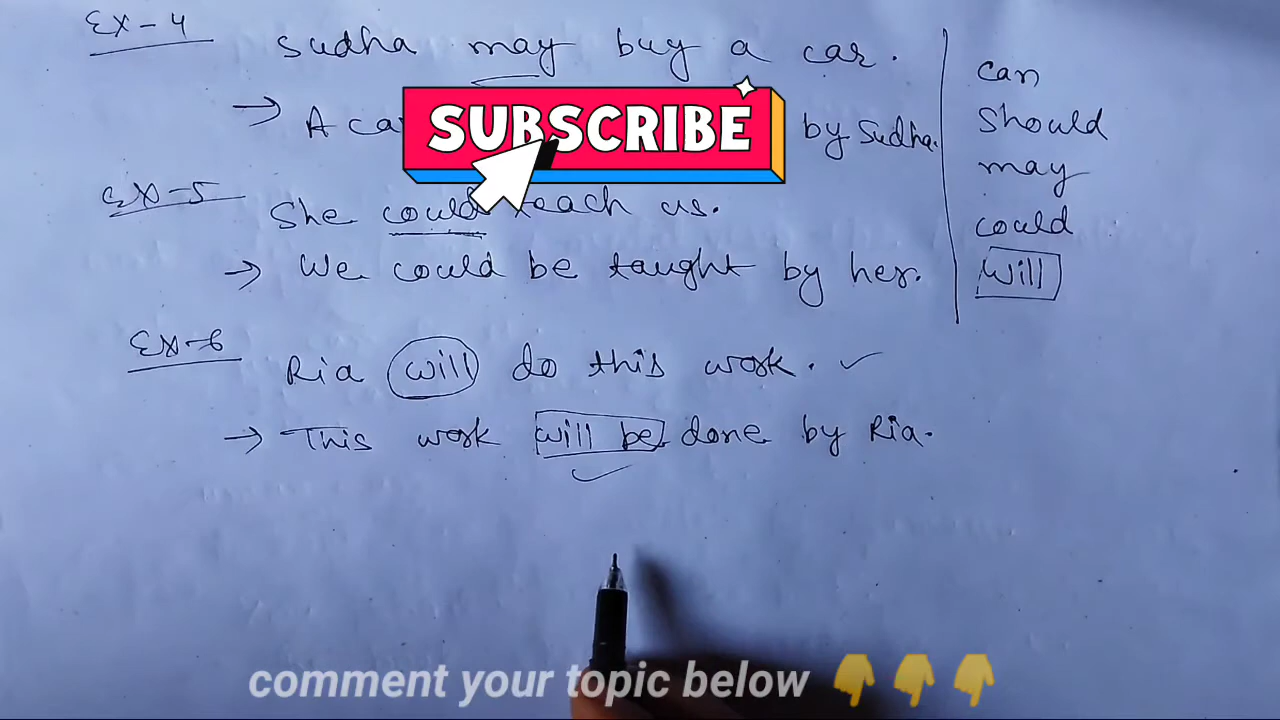 Ex-4 Sudha may buy a car.
→ A ca by Sudha.
SUBSCRIBE
Ex-5 She could teach us.
→ We could be taught by her.
Ex-6 Ria will do this work. ✓
→ This work will be done by Ria.
can
should
may
could
will
comment your topic below 👇👇👇